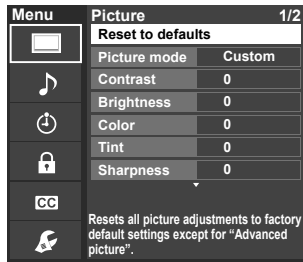 Menu
Picture 1/2
Reset to defaults
Picture mode Custom
Contrast 0
Brightness 0
Color 0
Tint 0
Sharpness 0
CC
Resets all picture adjustments to factory
default settings except for “Advanced
picture”.